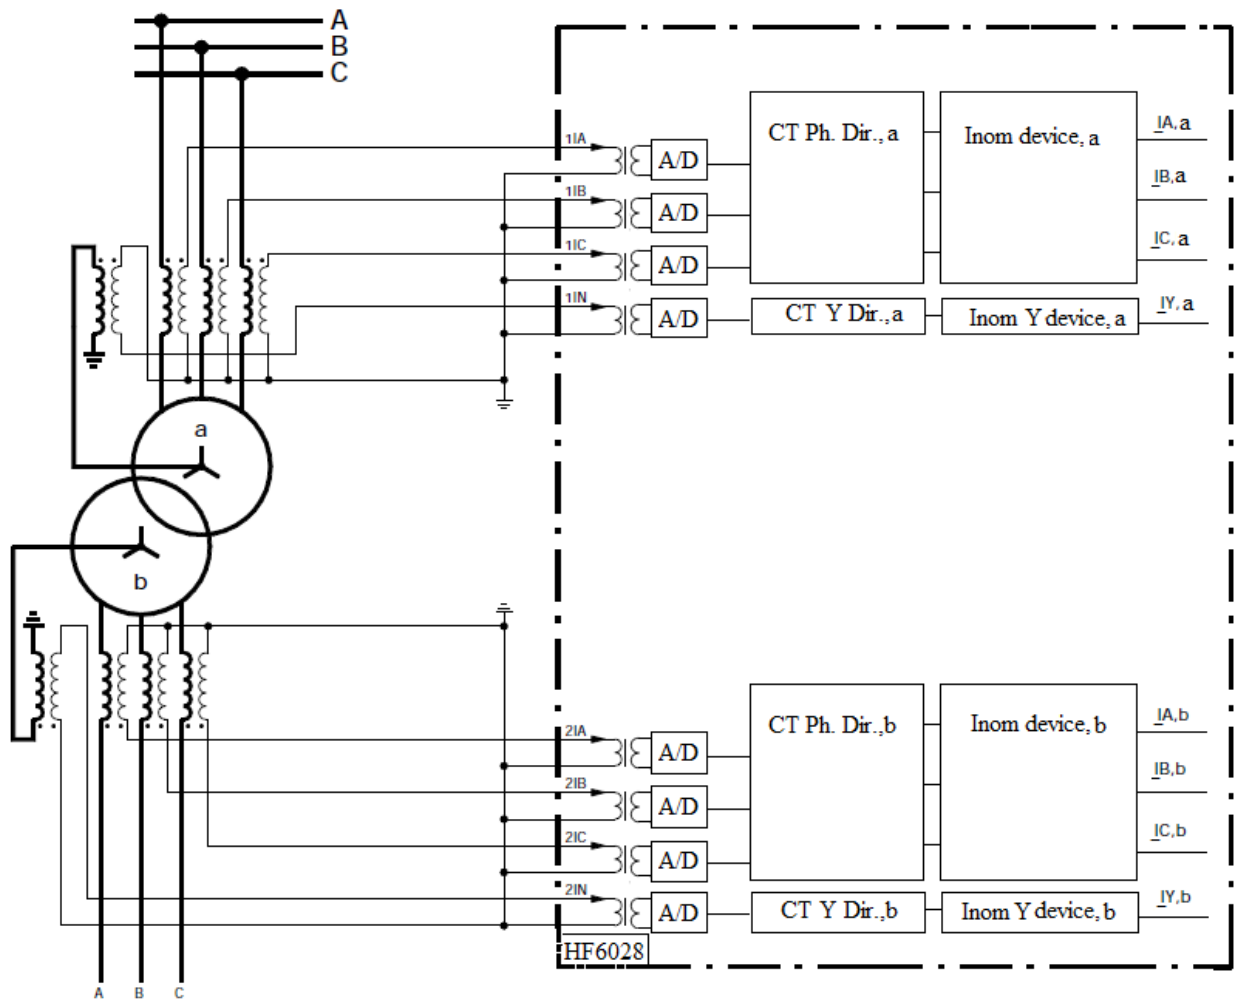 A
B
C
1IA
A/D
CT Ph. Dir., a
Inom device, a
IA, a
1IB
A/D
IB, a
1IC
A/D
IC, a
1IN
A/D
CT Y Dir., a
Inom Y device, a
IY, a
a
b
2IA
A/D
CT Ph. Dir.,b
Inom device, b
IA,b
2IB
A/D
IB,b
2IC
A/D
IC,b
2IN
A/D
CT Y Dir.,b
Inom Y device, b
IY,b
HF6028
A B C